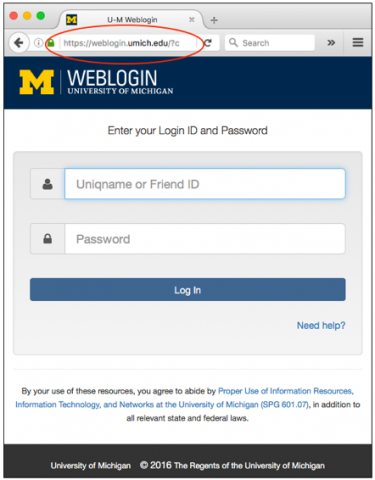 M U-M Weblogin
https://weblogin.umich.edu/?c
Search
M WEBLOGIN
UNIVERSITY OF MICHIGAN
Enter your Login ID and Password
Uniqname or Friend ID
Password
Log In
Need help?
By your use of these resources, you agree to abide by Proper Use of Information Resources,
Information Technology, and Networks at the University of Michigan (SPG 601.07), in addition to
all relevant state and federal laws.
University of Michigan © 2016 The Regents of the University of Michigan